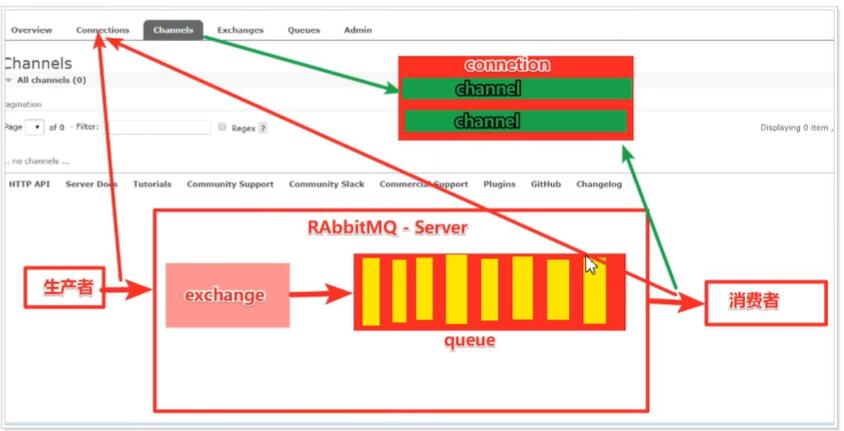 Overview Connections Channels Exchanges Queues Admin
connetion
Channels
All channels (0)
channel
agination
channel
Page of 0 - Filter: Regex ?
Displaying 0 item ,
.. no channels ...
HTTP API Server Docs Tutorials Community Support Community Slack Commercial Support Plugins GitHub Changelog
RAbbitMQ - Server
生产者
exchange
消费者
queue